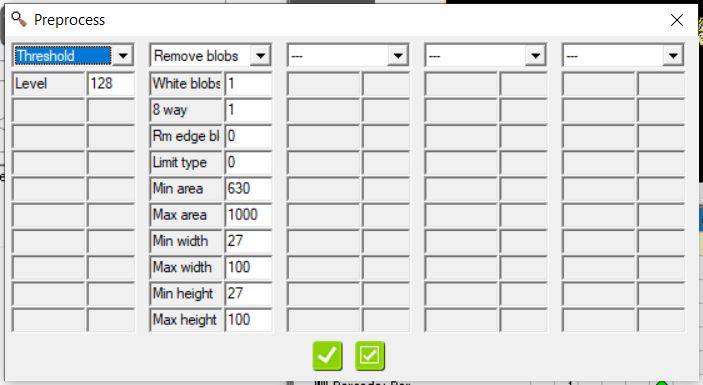 Preprocess
Threshold Remove blobs --- --- ---
Level 128 White blobs 1
8 way 1
Rm edge bl 0
Limit type 0
Min area 630
Max area 1000
Min width 27
Max width 100
Min height 27
Max height 100